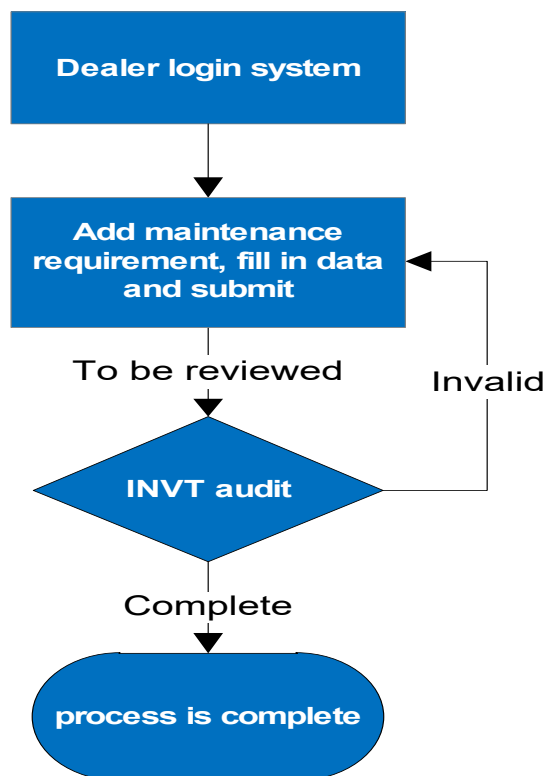 Dealer login system
Add maintenance
requirement, fill in data
and submit
To be reviewed
Invalid
INVT audit
Complete
process is complete